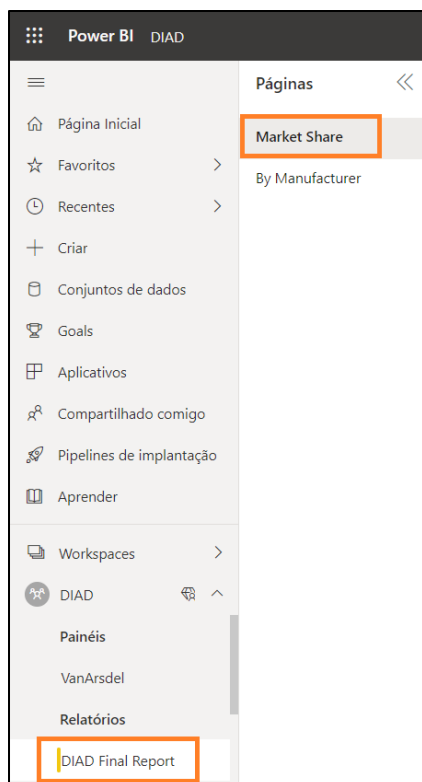 Power BI DIAD
Página Inicial
Favoritos
Recentes
Criar
Conjuntos de dados
Goals
Aplicativos
Compartilhado comigo
Pipelines de implantação
Aprender
Workspaces
DIAD
Painéis
VanArsdel
Relatórios
DIAD Final Report
Páginas
Market Share
By Manufacturer